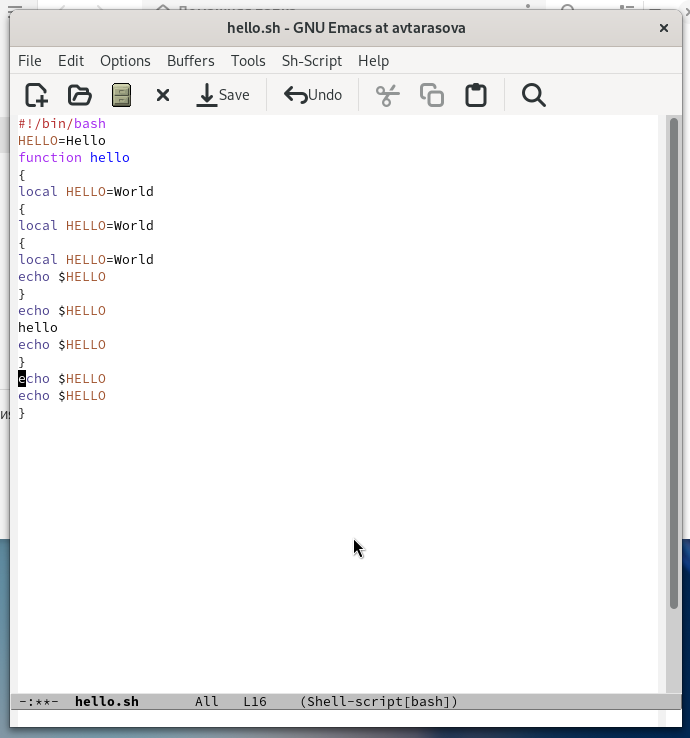 hello.sh - GNU Emacs at avtarasova
File Edit Options Buffers Tools Sh-Script Help
Save Undo
#!/bin/bash
HELLO=Hello
function hello
{
local HELLO=World
{
local HELLO=World
{
local HELLO=World
echo $HELLO
}
echo $HELLO
hello
echo $HELLO
}
echo $HELLO
echo $HELLO
}
-:**- hello.sh All L16 (Shell-script[bash])